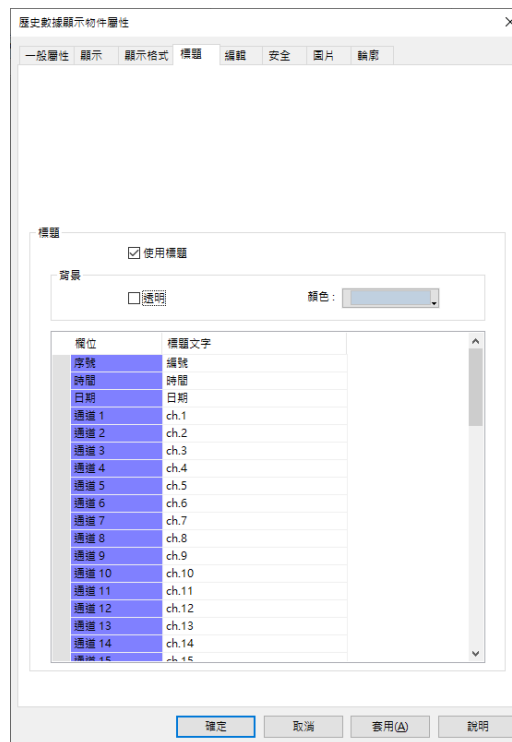 歷史數據顯示物件屬性
一般屬性 顯示 顯示格式 標題 編輯 安全 圖片 輪廓
標題
使用標題
背景
透明 顏色 :
欄位 標題文字
序號 編號
時間 時間
日期 日期
通道 1 ch.1
通道 2 ch.2
通道 3 ch.3
通道 4 ch.4
通道 5 ch.5
通道 6 ch.6
通道 7 ch.7
通道 8 ch.8
通道 9 ch.9
通道 10 ch.10
通道 11 ch.11
通道 12 ch.12
通道 13 ch.13
通道 14 ch.14
通道 15 ch.15
確定 取消 套用(A) 說明